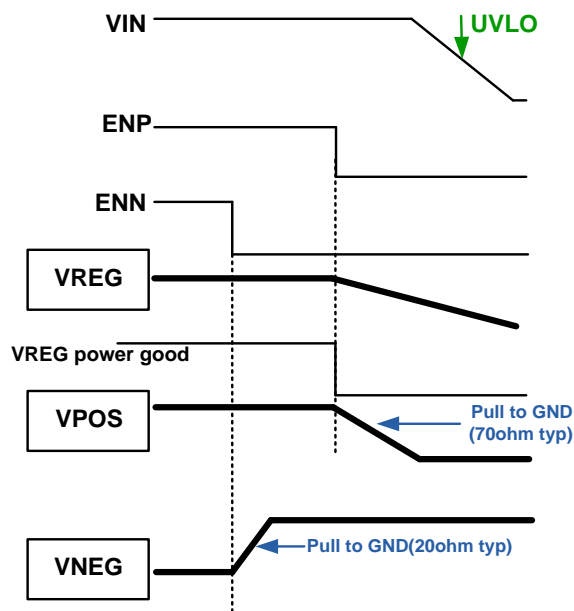 VIN
UVLO
ENP
ENN
VREG
VREG power good
VPOS
Pull to GND
(70ohm typ)
Pull to GND(20ohm typ)
VNEG